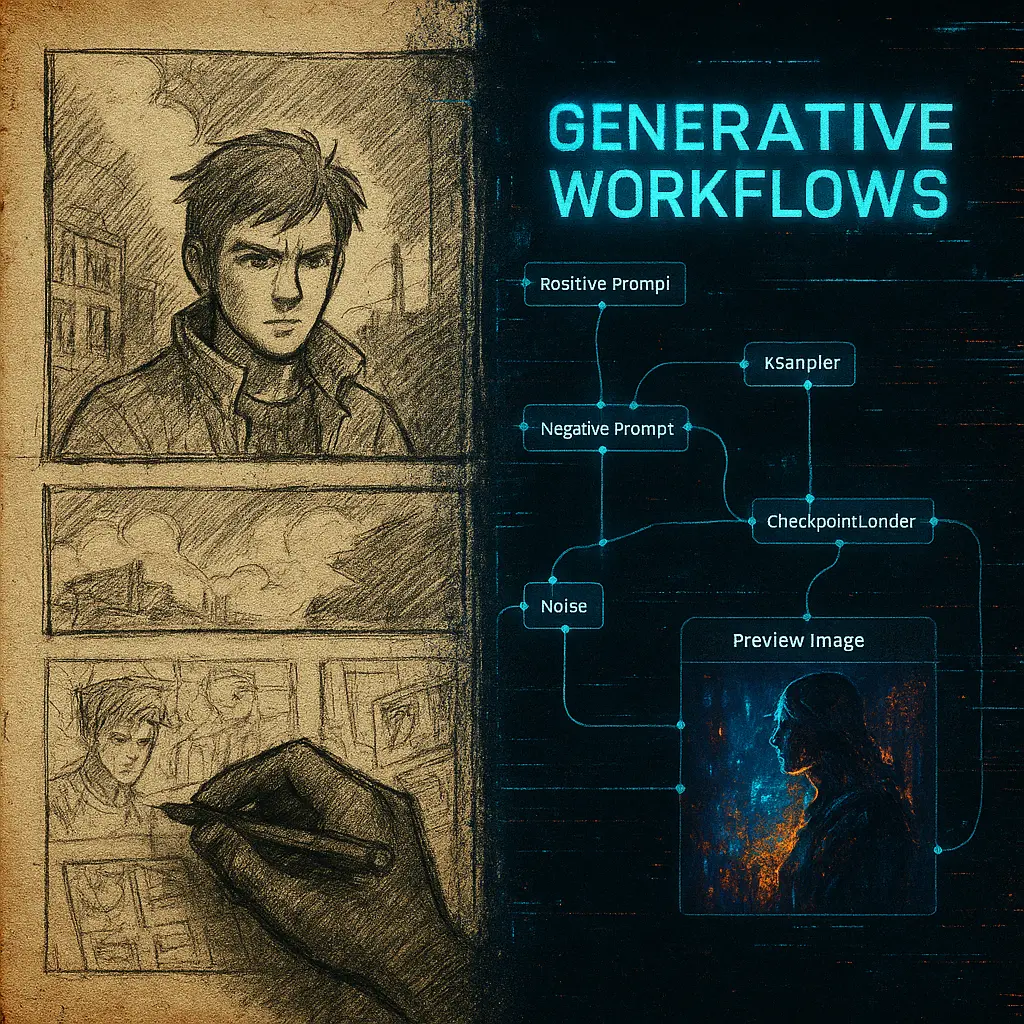 GENERATIVE
WORKFLOWS
Rositive Prompi
KSanpler
Negative Prompt
CheckpointLonder
Noise
Preview Image